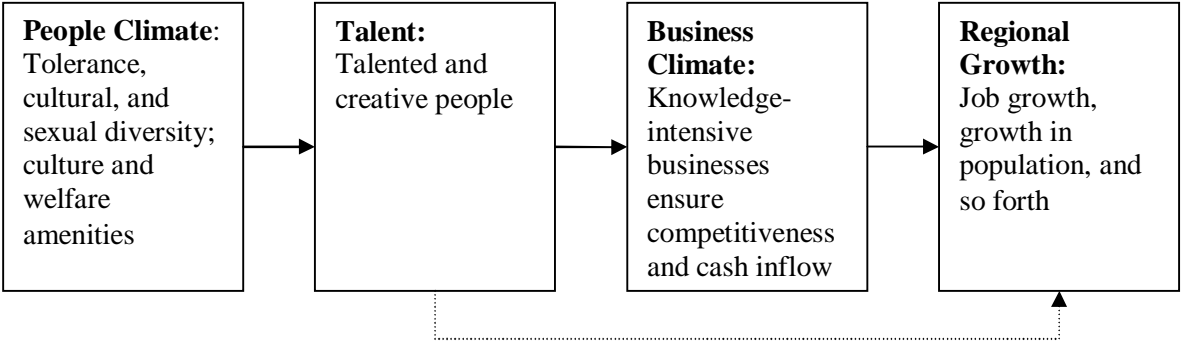 People Climate:
Tolerance,
cultural, and
sexual diversity;
culture and
welfare
amenities
Talent:
Talented and
creative people
Business
Climate:
Knowledge-
intensive
businesses
ensure
competitiveness
and cash inflow
Regional
Growth:
Job growth,
growth in
population, and
so forth